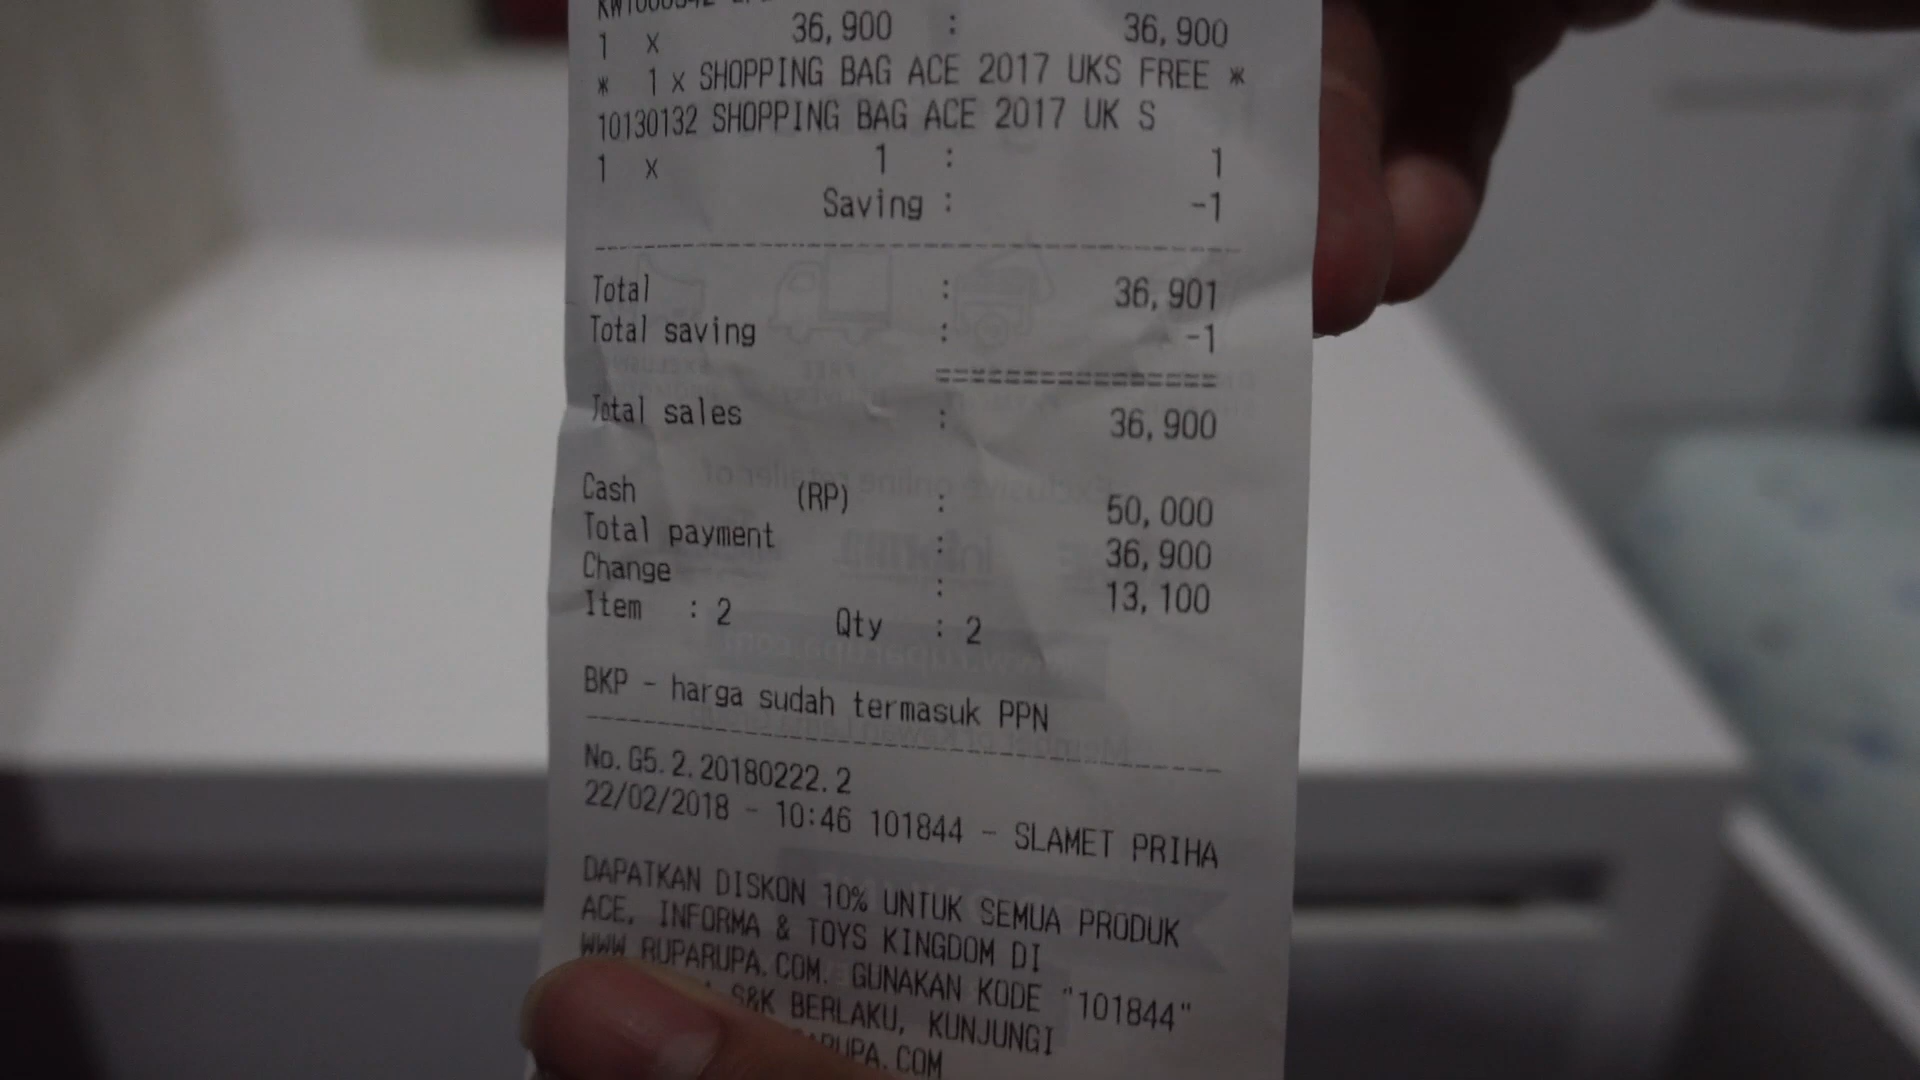 1 x 36,900 : 36,900
* 1 x SHOPPING BAG ACE 2017 UKS FREE *
10130132 SHOPPING BAG ACE 2017 UK S
1 x 1 : 1
Saving : -1
Total : 36,901
Total saving : -1
Total sales : 36,900
Cash (RP) : 50,000
Total payment : 36,900
Change : 13,100
Item : 2 Qty : 2
BKP - harga sudah termasuk PPN
No.G5.2.20180222.2
22/02/2018 - 10:46 101844 - SLAMET PRIHA
DAPATKAN DISKON 10% UNTUK SEMUA PRODUK
ACE, INFORMA & TOYS KINGDOM DI
WWW.RUPARUPA.COM. GUNAKAN KODE "101844"
S&K BERLAKU, KUNJUNGI
RUPA.COM